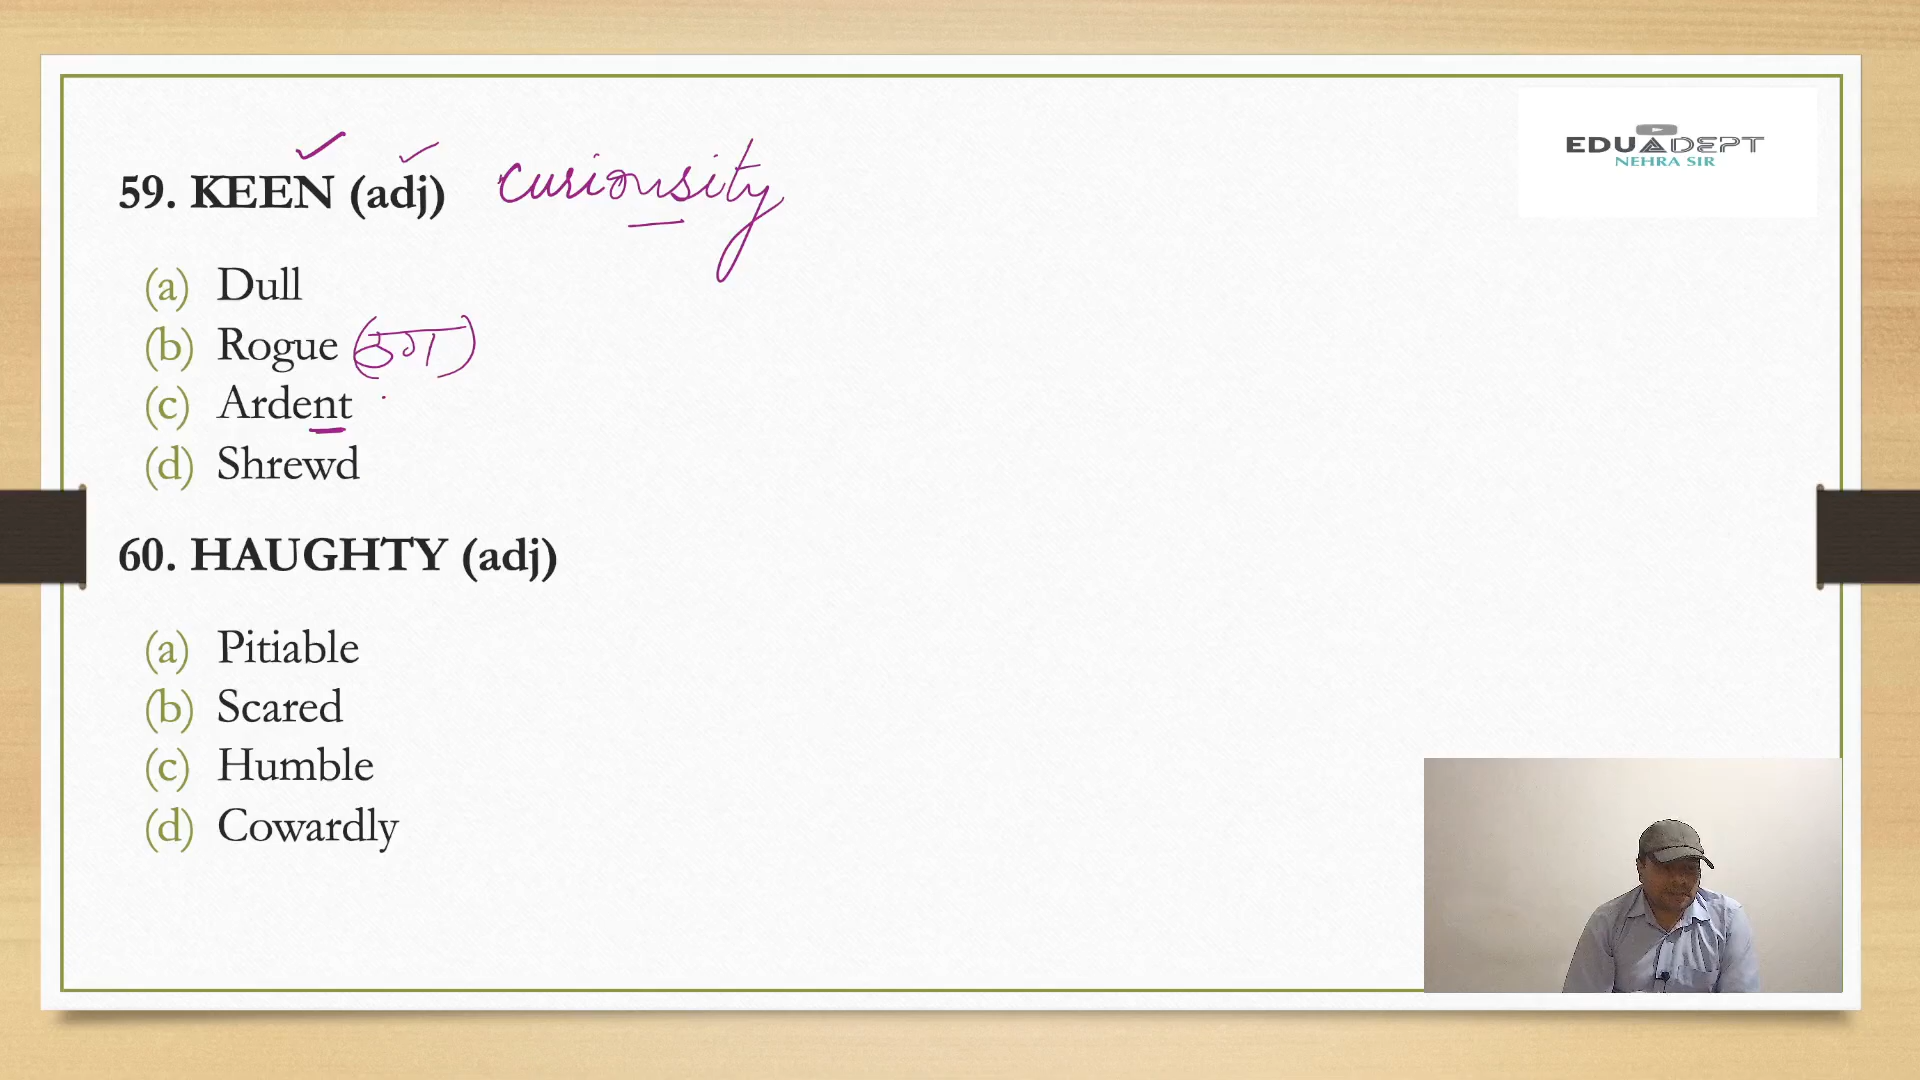 59. KEEN (adj) curiousity
(a) Dull
(b) Rogue (ठग)
(c) Ardent
(d) Shrewd
60. HAUGHTY (adj)
(a) Pitiable
(b) Scared
(c) Humble
(d) Cowardly
EDUADEPT
NEHRA SIR